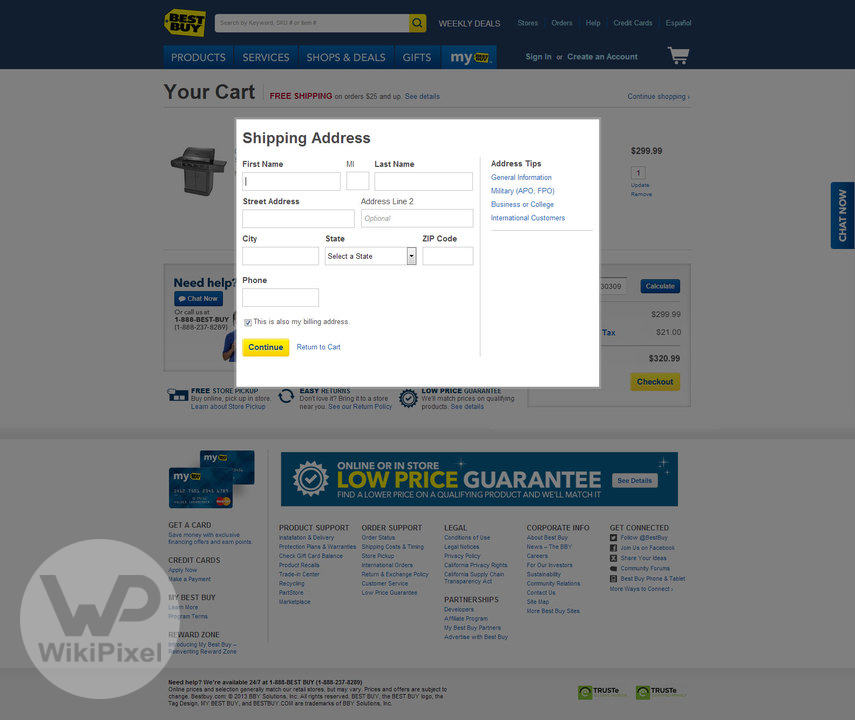 BEST BUY
Search by Keyword, SKU # or Item #
WEEKLY DEALS
Stores Orders Help Credit Cards Español
PRODUCTS SERVICES SHOPS & DEALS GIFTS my BEST BUY
Sign In or Create an Account
Your Cart
FREE SHIPPING on orders $25 and up. See details
Continue shopping ›
Shipping Address
First Name MI Last Name
Street Address Address Line 2
Optional
City State ZIP Code
Select a State
Phone
This is also my billing address.
Continue Return to Cart
Address Tips
General Information
Military (APO, FPO)
Business or College
International Customers
$299.99
1
Update
Remove
CHAT NOW
Need help?
Chat Now
Or call us at
1-888-BEST-BUY
(1-888-237-8289)
30309 Calculate
$299.99
Tax $21.00
$320.99
Checkout
FREE STORE PICKUP
Buy online, pick up in store.
Learn about Store Pickup
EASY RETURNS
Don't love it? Bring it to a store
near you. See our Return Policy
LOW PRICE GUARANTEE
We'll match prices on qualifying
products. See details
my BEST BUY
my BEST BUY
ONLINE OR IN STORE
LOW PRICE GUARANTEE
FIND A LOWER PRICE ON A QUALIFYING PRODUCT AND WE'LL MATCH IT
See Details
GET A CARD
Save money with exclusive
financing offers and earn points.
CREDIT CARDS
Apply Now
Make a Payment
MY BEST BUY
Learn More
Program Terms
REWARD ZONE
Introducing My Best Buy –
Reinventing Reward Zone
PRODUCT SUPPORT
Installation & Delivery
Protection Plans & Warranties
Check Gift Card Balance
Product Recalls
Trade-in Center
Recycling
PartStore
Marketplace
ORDER SUPPORT
Order Status
Shipping Costs & Timing
Store Pickup
International Orders
Return & Exchange Policy
Customer Service
Low Price Guarantee
LEGAL
Conditions of Use
Legal Notices
Privacy Policy
California Privacy Rights
California Supply Chain
Transparency Act
PARTNERSHIPS
Developers
Affiliate Program
My Best Buy Partners
Advertise with Best Buy
CORPORATE INFO
About Best Buy
News – The BBY
Careers
For Our Investors
Sustainability
Community Relations
Contact Us
Site Map
More Best Buy Sites
GET CONNECTED
Follow @BestBuy
Join Us on Facebook
Share Your Ideas
Community Forums
Best Buy Phone & Tablet
More Ways to Connect ›
WP
WikiPixel
Need help? We're available 24/7 at 1-888-BEST BUY (1-888-237-8289)
Online prices and selection generally match our retail stores, but may vary. Prices and offers are subject to
change. Bestbuy.com: © 2013 BBY Solutions, Inc. All rights reserved. BEST BUY, the BEST BUY logo, the
Tag Design, MY BEST BUY, and BESTBUY.COM are trademarks of BBY Solutions, Inc.
TRUSTe
TRUSTe